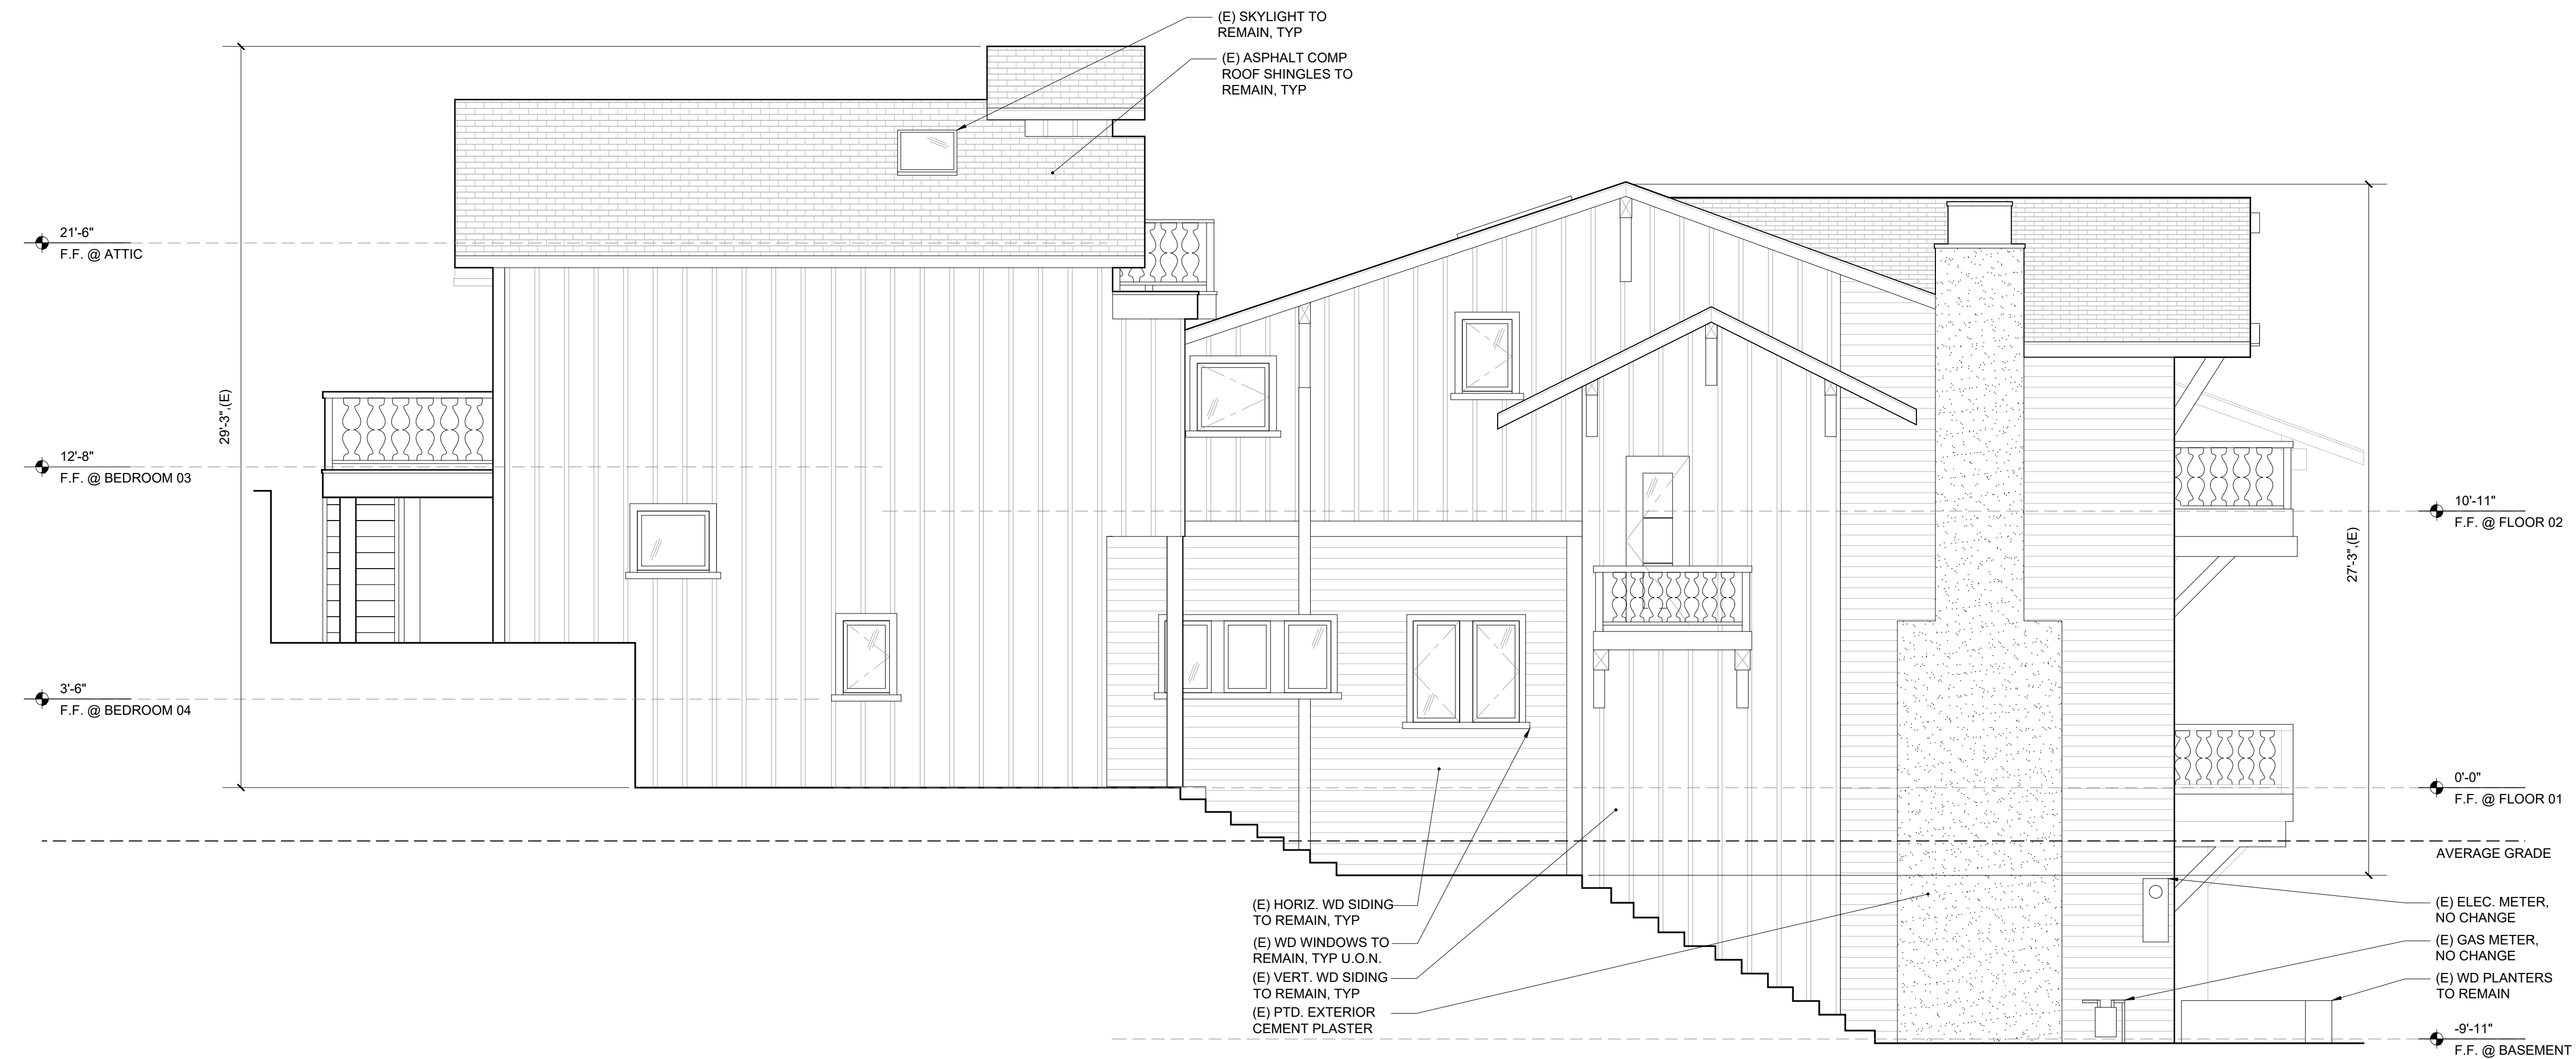 (E) SKYLIGHT TO
REMAIN, TYP
(E) ASPHALT COMP
ROOF SHINGLES TO
REMAIN, TYP
21'-6"
F.F. @ ATTIC
29'-3",(E)
12'-8"
F.F. @ BEDROOM 03
10'-11"
F.F. @ FLOOR 02
27'-3",(E)
3'-6"
F.F. @ BEDROOM 04
0'-0"
F.F. @ FLOOR 01
AVERAGE GRADE
(E) HORIZ. WD SIDING
TO REMAIN, TYP
(E) WD WINDOWS TO
REMAIN, TYP U.O.N.
(E) VERT. WD SIDING
TO REMAIN, TYP
(E) PTD. EXTERIOR
CEMENT PLASTER
(E) ELEC. METER,
NO CHANGE
(E) GAS METER,
NO CHANGE
(E) WD PLANTERS
TO REMAIN
-9'-11"
F.F. @ BASEMENT